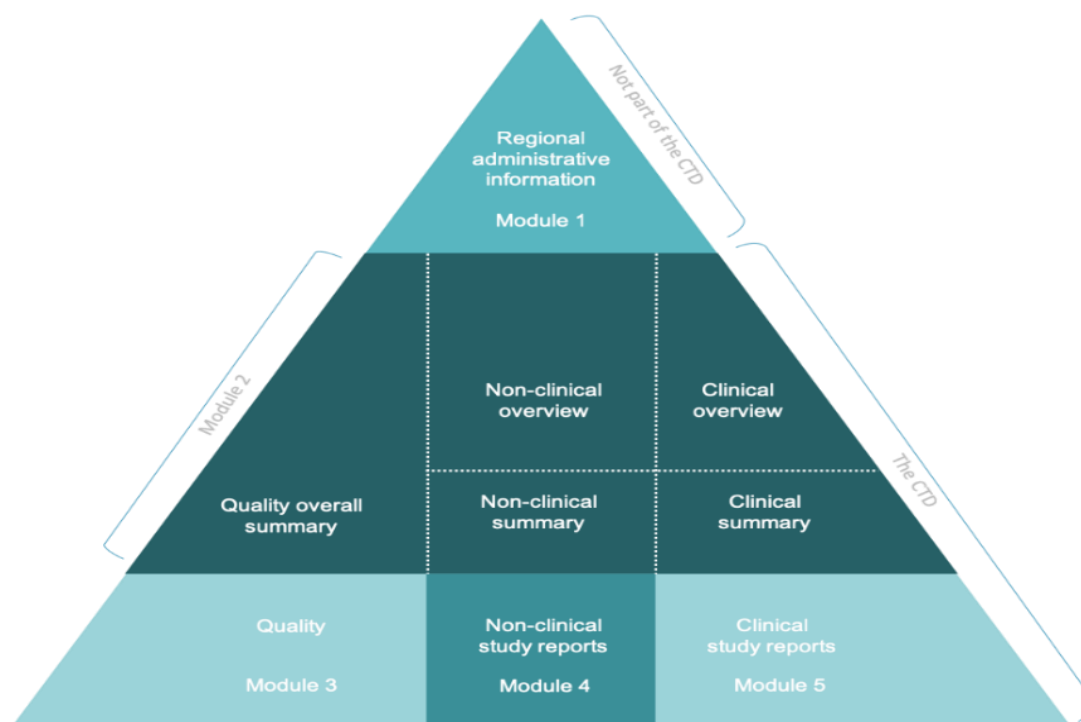 Not part of the CTD
Regional
administrative
information
Module 1
Module 2
Non-clinical
overview
Clinical
overview
The CTD
Quality overall
summary
Non-clinical
summary
Clinical
summary
Quality
Module 3
Non-clinical
study reports
Module 4
Clinical
study reports
Module 5